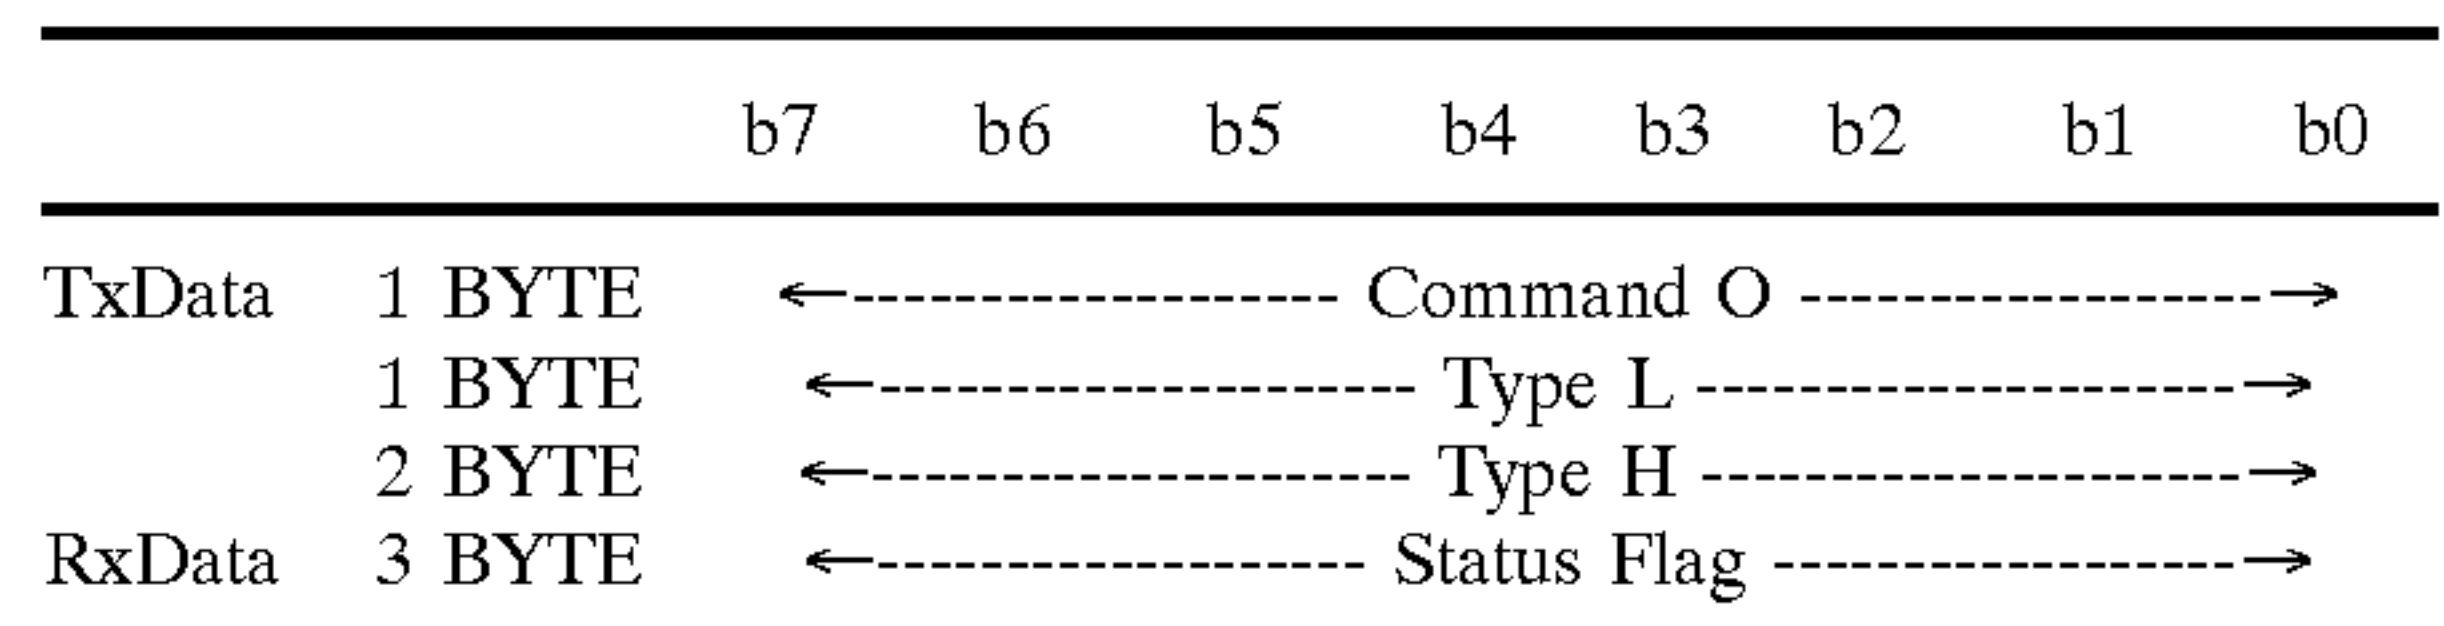 b7 b6 b5 b4 b3 b2 b1 b0
TxData 1 BYTE ←---------------------- Command O ----------------------→
1 BYTE ←------------------------- Type L -------------------------→
2 BYTE ←------------------------- Type H -------------------------→
RxData 3 BYTE ←---------------------- Status Flag ----------------------→